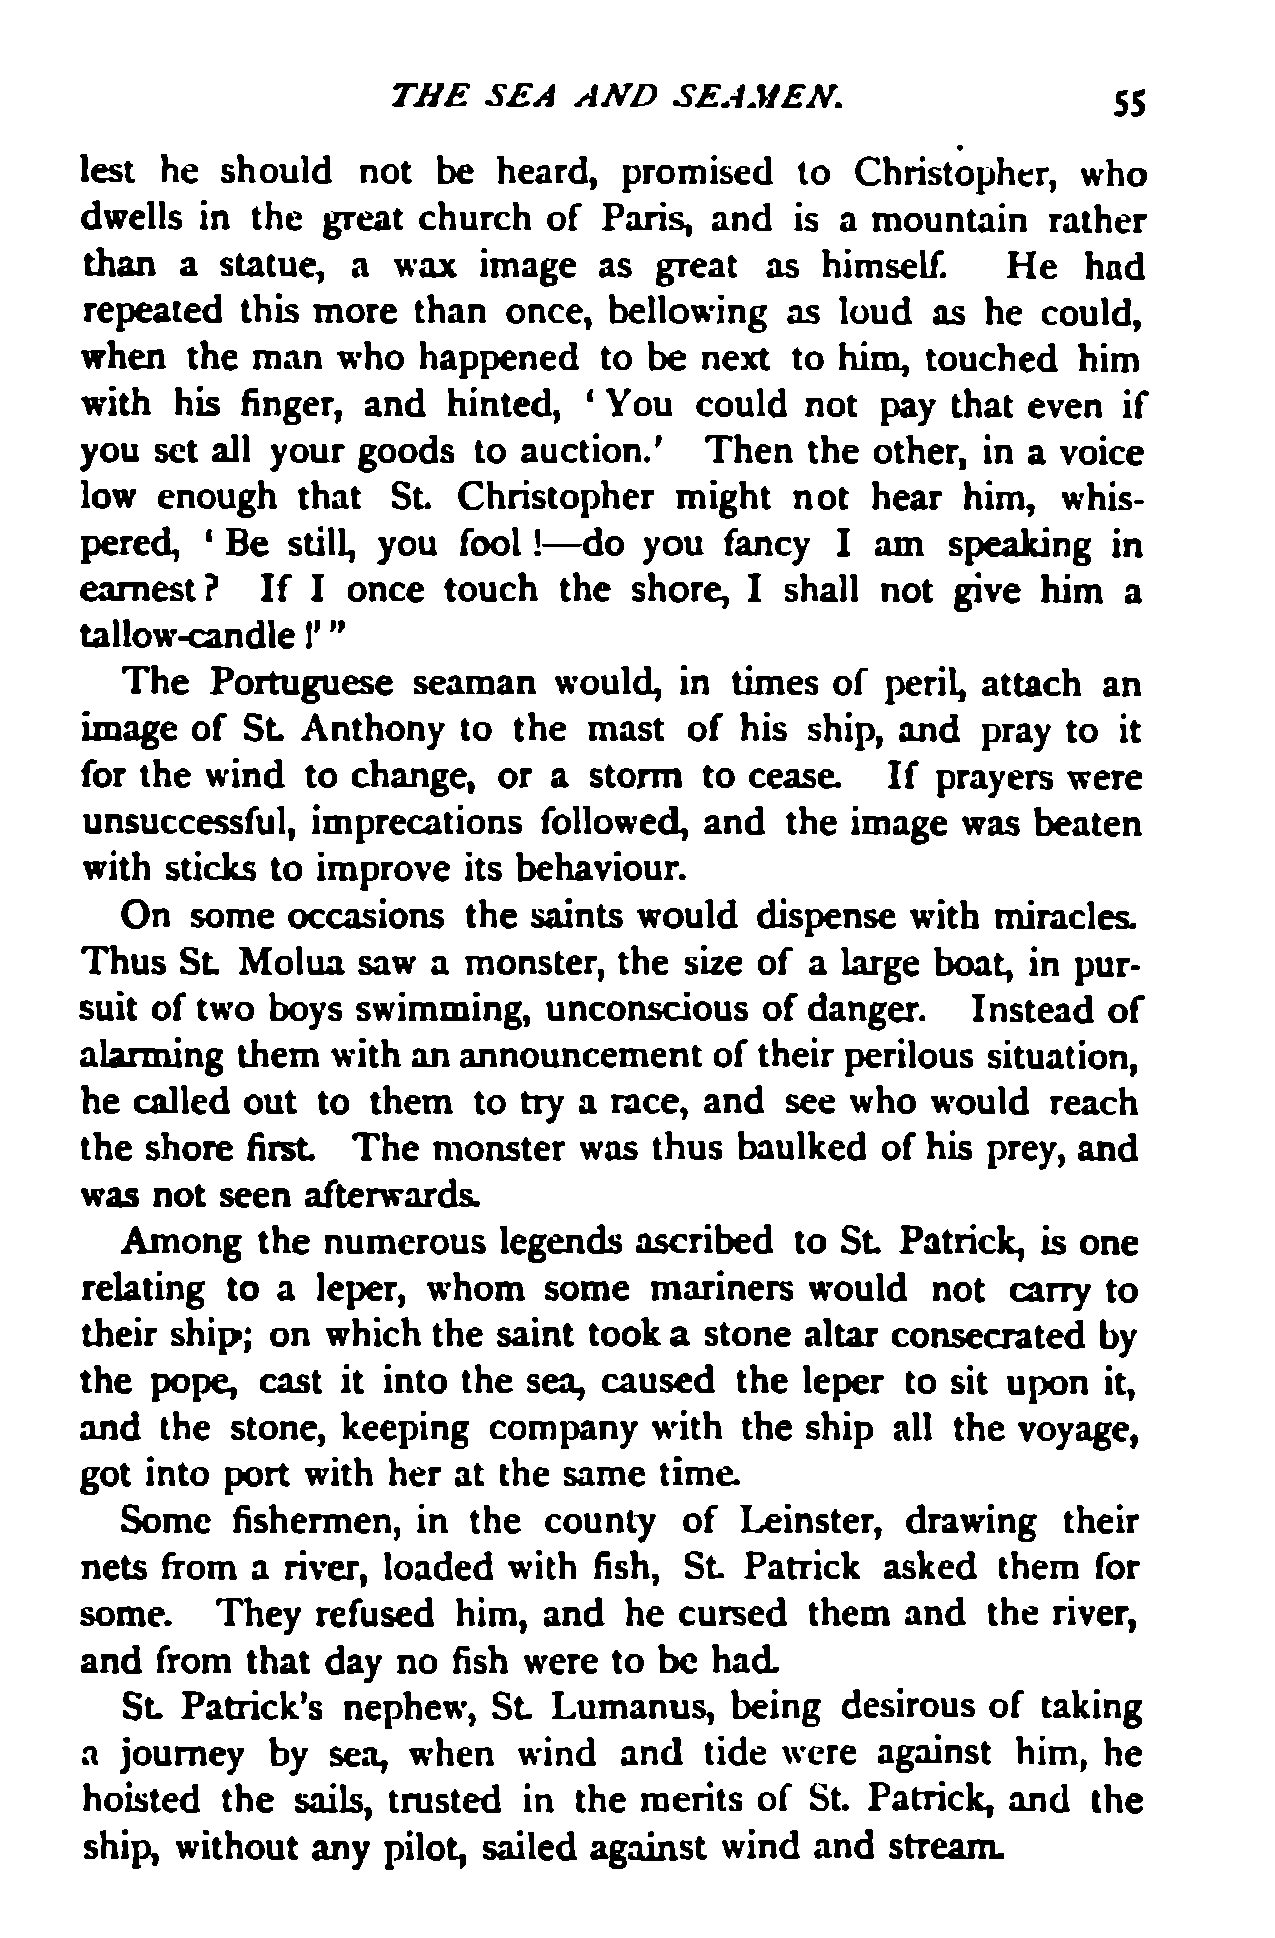 THE SEA AND SEAMEN. 55
lest he should not be heard, promised to Christopher, who
dwells in the great church of Paris, and is a mountain rather
than a statue, a wax image as great as himself. He had
repeated this more than once, bellowing as loud as he could,
when the man who happened to be next to him, touched him
with his finger, and hinted, ‘ You could not pay that even if
you set all your goods to auction.’ Then the other, in a voice
low enough that St. Christopher might not hear him, whis-
pered, ‘ Be still, you fool !—do you fancy I am speaking in
earnest ? If I once touch the shore, I shall not give him a
tallow-candle !’ ”
The Portuguese seaman would, in times of peril, attach an
image of St. Anthony to the mast of his ship, and pray to it
for the wind to change, or a storm to cease. If prayers were
unsuccessful, imprecations followed, and the image was beaten
with sticks to improve its behaviour.
On some occasions the saints would dispense with miracles.
Thus St. Molua saw a monster, the size of a large boat, in pur-
suit of two boys swimming, unconscious of danger. Instead of
alarming them with an announcement of their perilous situation,
he called out to them to try a race, and see who would reach
the shore first. The monster was thus baulked of his prey, and
was not seen afterwards.
Among the numerous legends ascribed to St. Patrick, is one
relating to a leper, whom some mariners would not carry to
their ship; on which the saint took a stone altar consecrated by
the pope, cast it into the sea, caused the leper to sit upon it,
and the stone, keeping company with the ship all the voyage,
got into port with her at the same time.
Some fishermen, in the county of Leinster, drawing their
nets from a river, loaded with fish, St. Patrick asked them for
some. They refused him, and he cursed them and the river,
and from that day no fish were to be had.
St. Patrick’s nephew, St. Lumanus, being desirous of taking
a journey by sea, when wind and tide were against him, he
hoisted the sails, trusted in the merits of St. Patrick, and the
ship, without any pilot, sailed against wind and stream.